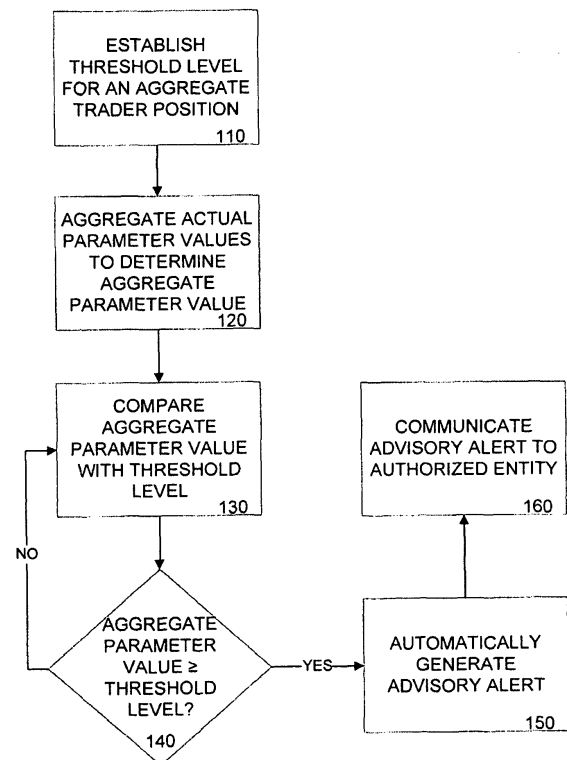 ESTABLISH
THRESHOLD LEVEL
FOR AN AGGREGATE
TRADER POSITION
110
AGGREGATE ACTUAL
PARAMETER VALUES
TO DETERMINE
AGGREGATE
PARAMETER VALUE
120
COMPARE
AGGREGATE
PARAMETER VALUE
WITH THRESHOLD
LEVEL
130
NO
AGGREGATE
PARAMETER
VALUE ≥
THRESHOLD
LEVEL?
140
YES
AUTOMATICALLY
GENERATE
ADVISORY ALERT
150
COMMUNICATE
ADVISORY ALERT TO
AUTHORIZED ENTITY
160